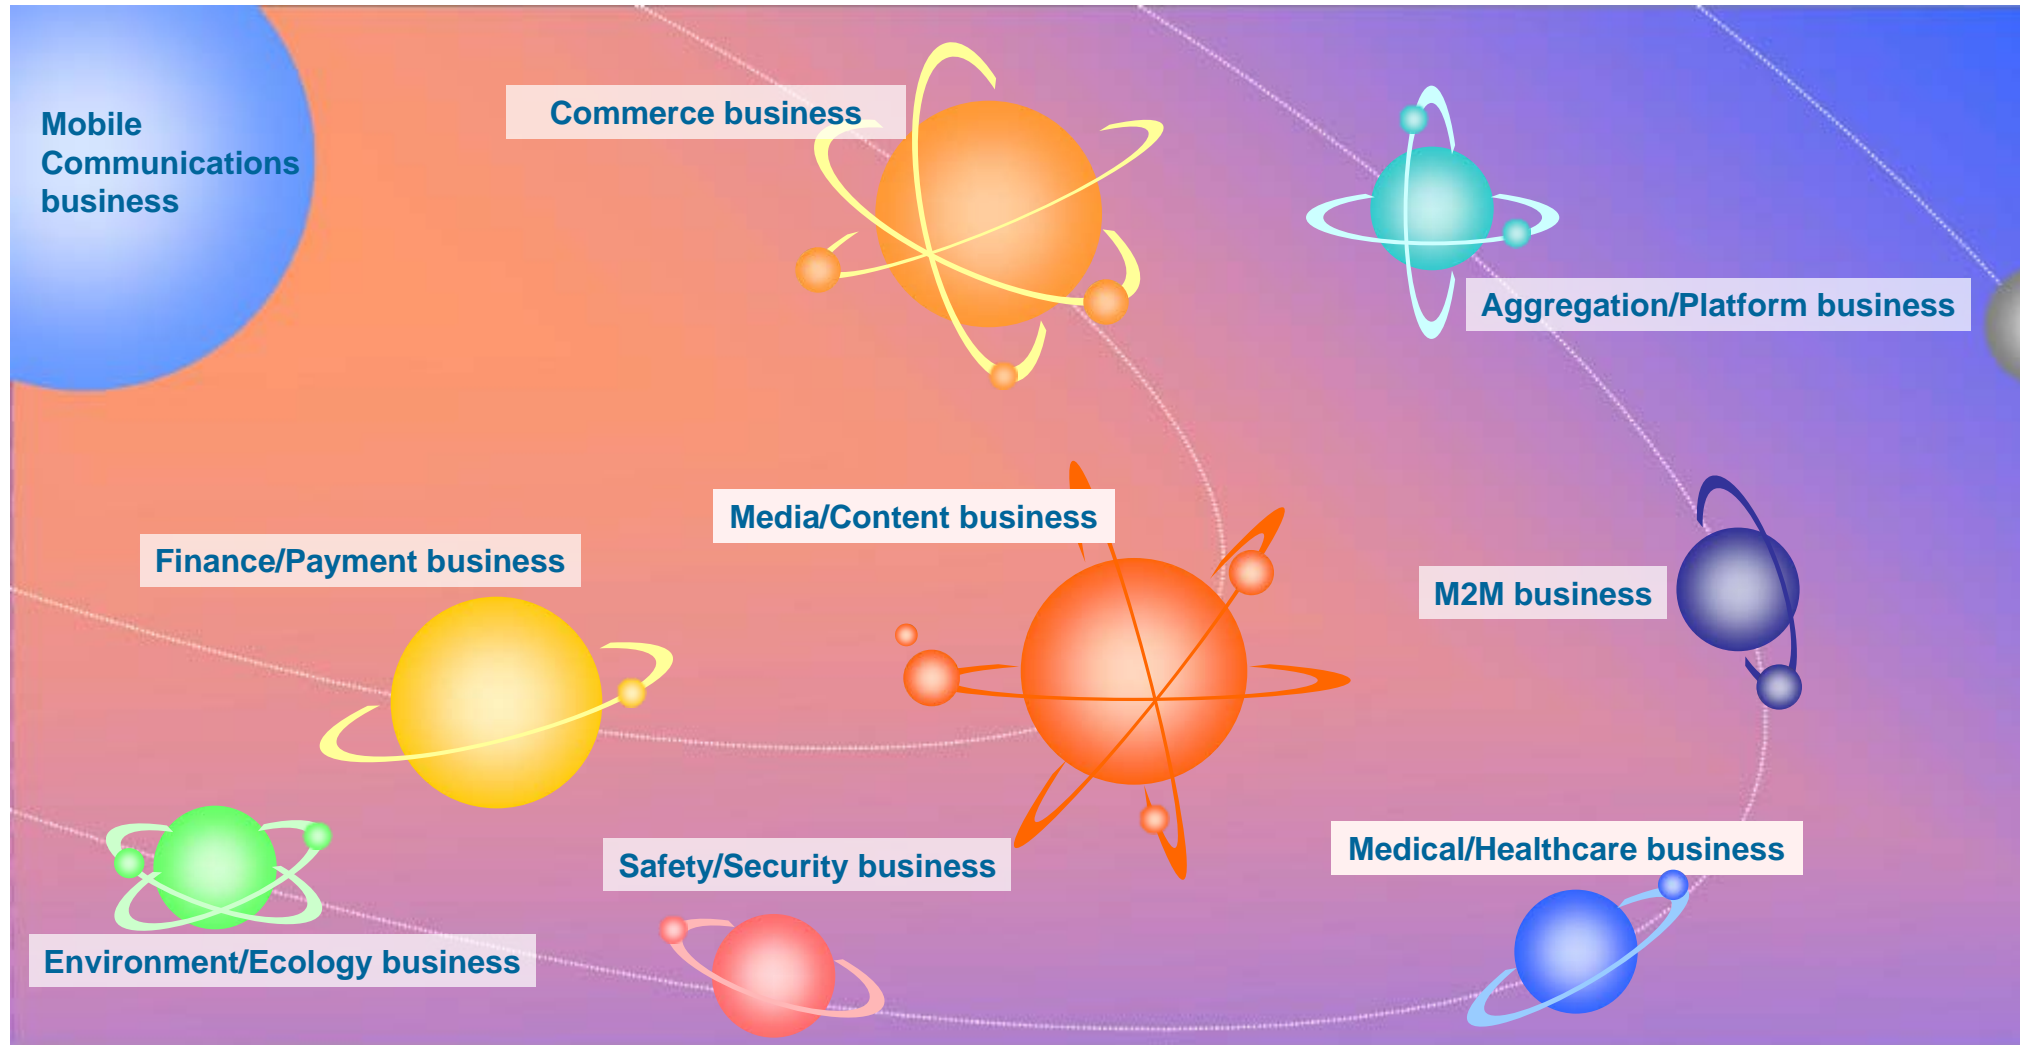 Mobile
Communications
business
Commerce business
Aggregation/Platform business
Media/Content business
Finance/Payment business
M2M business
Safety/Security business
Medical/Healthcare business
Environment/Ecology business